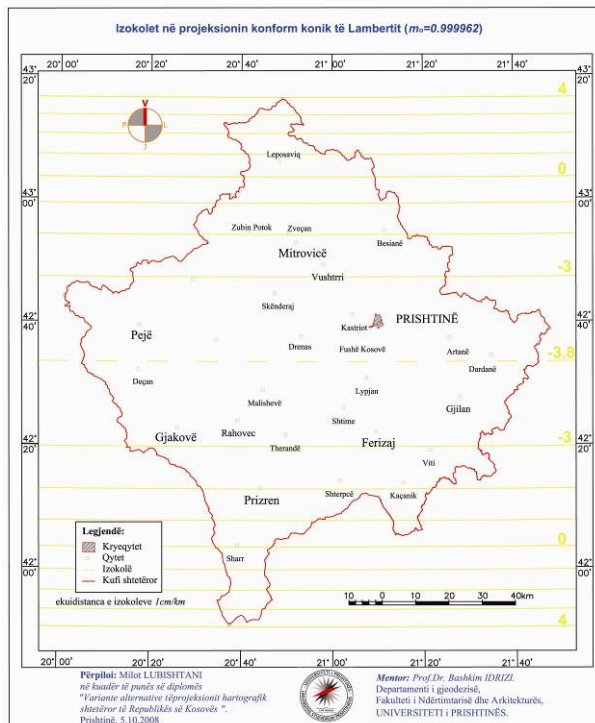 Izokolet në projeksionin konform konik të Lambertit (mₒ=0.999962)
20° 00' 20° 20' 20° 40' 21° 00' 21° 20' 21° 40'
43° 20' 43° 20'
4
V
P L
J
Leposaviq
0
43° 00' 43° 00'
Zubin Potok Zveçan
Besianë
Mitrovicë
-3
Vushtrri
Skënderaj
42° 40' 42° 40'
PRISHTINË
Kastriot
Pejë
Drenas
Fushë Kosovë
Artanë
-3.8
Dardanë
Deçan
Lypjan
Malishevë
Gjilan
Shtime
Gjakovë
Rahovec
Ferizaj
-3
42° 20' 42° 20'
Therandë
Viti
Shterpcë
Kaçanik
Prizren
Legjendë:
Kryeqytet
Qytet
Izokolë
Kufi shtetëror
0
Sharr
42° 00' 42° 00'
ekuidistanca e izokoleve 1cm/km
10 0 10 20 30 40km
4
20° 00' 20° 20' 20° 40' 21° 00' 21° 20' 21° 40'
Përpiloi: Milot LUBISHTANI
në kuadër të punës së diplomës
"Variante alternative tëprojeksionit hartografik
shtetëror të Republikës së Kosovës ".
Prishtinë, 5.10.2008
Mentor: Prof.Dr. Bashkim IDRIZI.
Departamenti i gjeodezisë,
Fakulteti i Ndërtimtarisë dhe Arkitekturës,
UNIVERSITETI i PRISHTINËS.